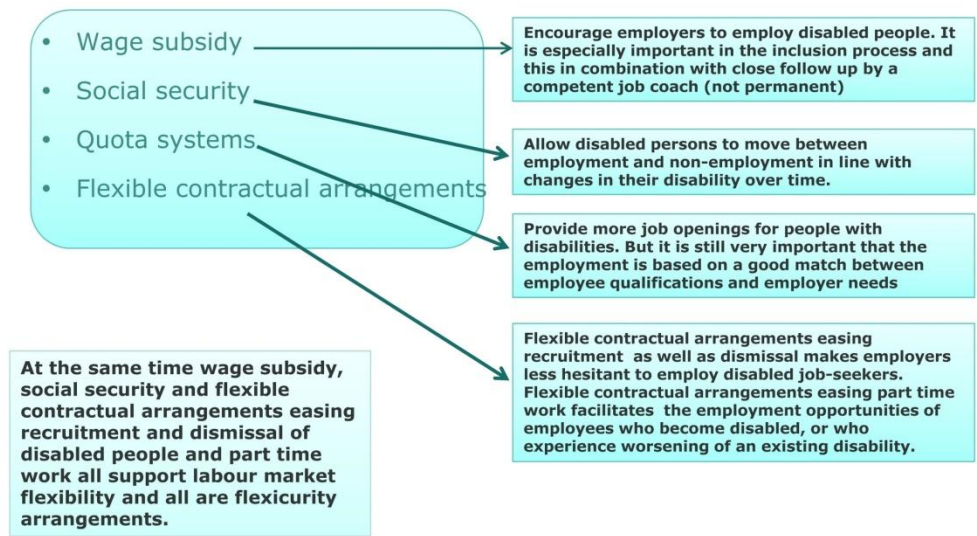 • Wage subsidy
• Social security
• Quota systems
• Flexible contractual arrangements
Encourage employers to employ disabled people. It
is especially important in the inclusion process and
this in combination with close follow up by a
competent job coach (not permanent)
Allow disabled persons to move between
employment and non-employment in line with
changes in their disability over time.
Provide more job openings for people with
disabilities. But it is still very important that the
employment is based on a good match between
employee qualifications and employer needs
Flexible contractual arrangements easing
recruitment  as well as dismissal makes employers
less hesitant to employ disabled job-seekers.
Flexible contractual arrangements easing part time
work facilitates  the employment opportunities of
employees who become disabled, or who
experience worsening of an existing disability.
At the same time wage subsidy,
social security and flexible
contractual arrangements easing
recruitment and dismissal of
disabled people and part time
work all support labour market
flexibility and all are flexicurity
arrangements.